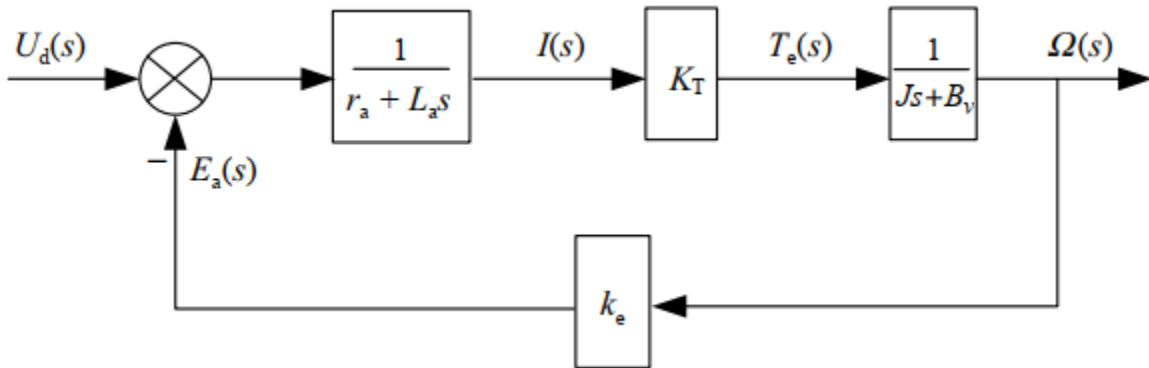 U_d(s)
1
r_a + L_a s
I(s)
K_T
T_e(s)
1
Js+B_v
Ω(s)
−
E_a(s)
k_e